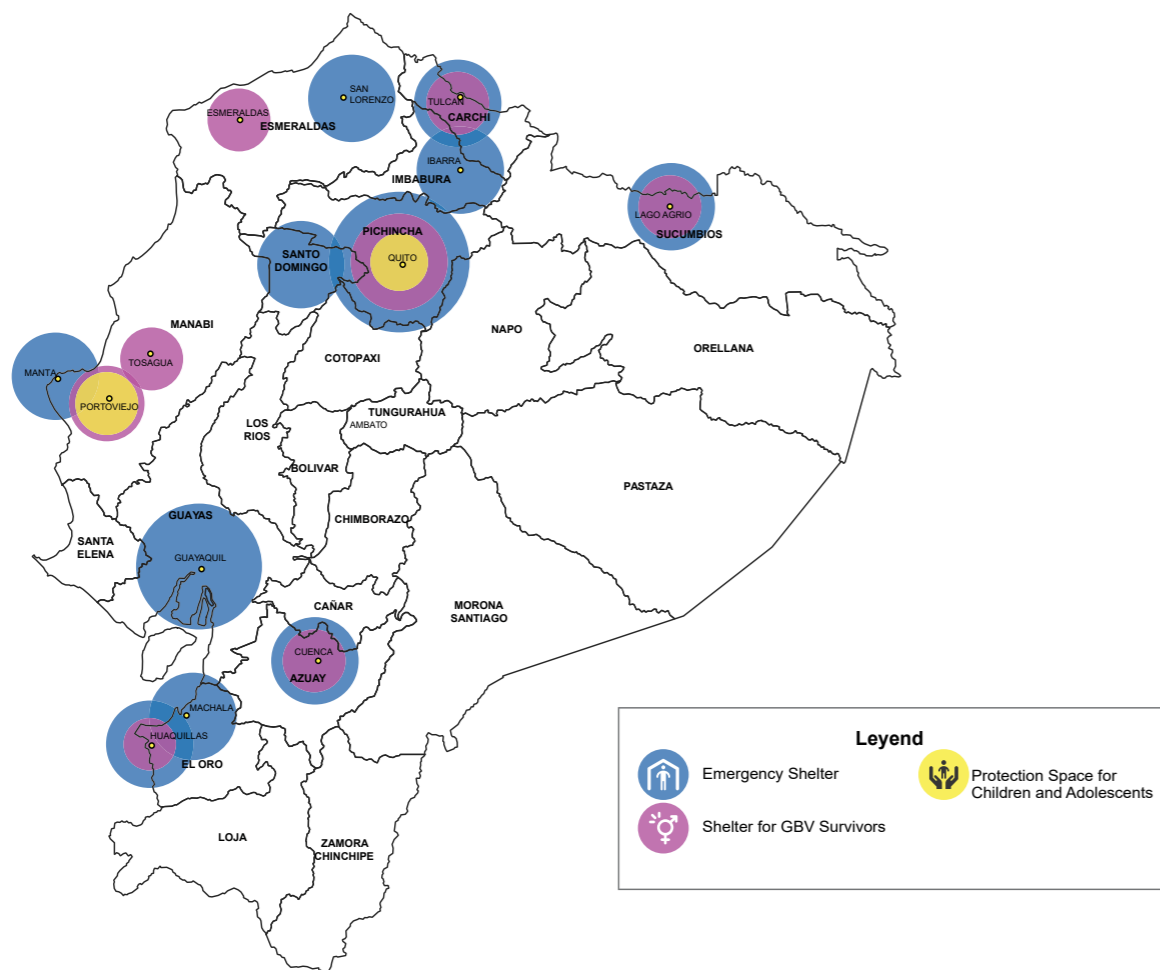 SAN
LORENZO
ESMERALDAS
ESMERALDAS
TULCAN
CARCHI
IBARRA
IMBABURA
LAGO AGRIO
SUCUMBIOS
PICHINCHA
QUITO
SANTO
DOMINGO
MANABI
NAPO
ORELLANA
COTOPAXI
TOSAGUA
MANTA
PORTOVIEJO
TUNGURAHUA
AMBATO
LOS
RIOS
BOLIVAR
PASTAZA
CHIMBORAZO
GUAYAS
SANTA
ELENA
GUAYAQUIL
CAÑAR
MORONA
SANTIAGO
CUENCA
AZUAY
MACHALA
HUAQUILLAS
EL ORO
LOJA
ZAMORA
CHINCHIPE
Leyend
Emergency Shelter
Protection Space for
Children and Adolescents
Shelter for GBV Survivors